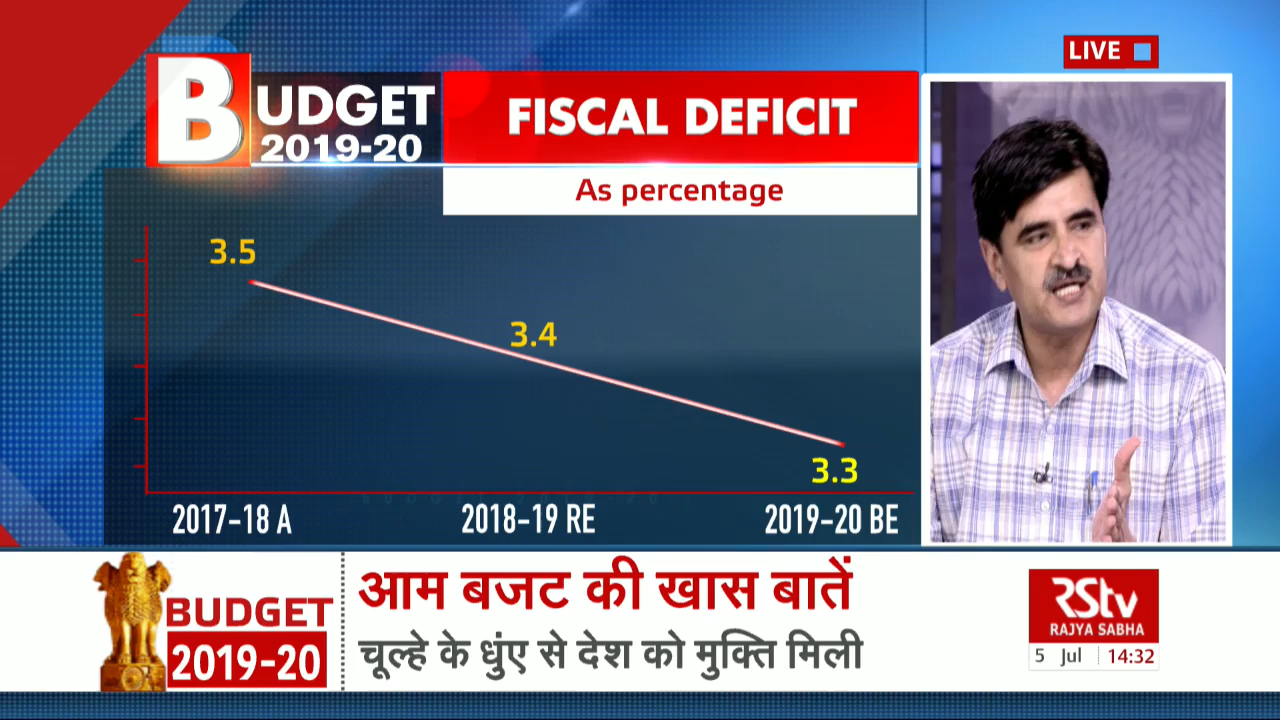 LIVE
BUDGET
2019-20
FISCAL DEFICIT
As percentage
3.5
3.4
3.3
2017-18 A
2018-19 RE
2019-20 BE
BUDGET
2019-20
आम बजट की खास बातें
चूल्हे के धुंए से देश को मुक्ति मिली
RStv
RAJYA SABHA
5 Jul 14:32